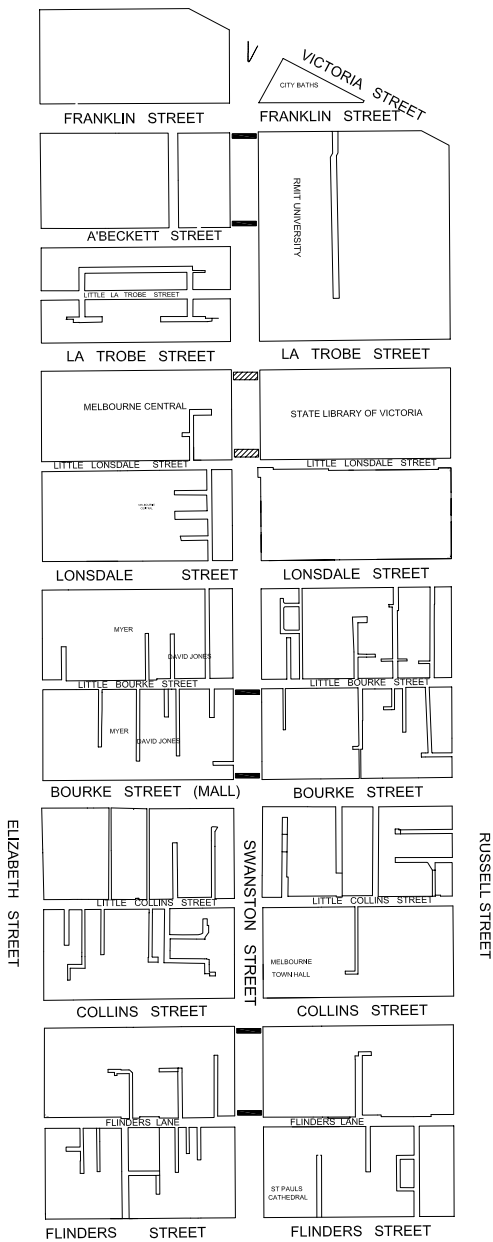 VICTORIA STREET
CITY BATHS
FRANKLIN STREET
FRANKLIN STREET
RMIT UNIVERSITY
A'BECKETT STREET
LITTLE LA TROBE STREET
LA TROBE STREET
LA TROBE STREET
MELBOURNE CENTRAL
STATE LIBRARY OF VICTORIA
LITTLE LONSDALE STREET
LITTLE LONSDALE STREET
MELBOURNE
CENTRAL
LONSDALE STREET
LONSDALE STREET
MYER
DAVID JONES
LITTLE BOURKE STREET
LITTLE BOURKE STREET
MYER
DAVID JONES
BOURKE STREET (MALL)
BOURKE STREET
ELIZABETH STREET
SWANSTON STREET
RUSSELL STREET
LITTLE COLLINS STREET
LITTLE COLLINS STREET
MELBOURNE
TOWN HALL
COLLINS STREET
COLLINS STREET
FLINDERS LANE
FLINDERS LANE
ST PAULS
CATHEDRAL
FLINDERS STREET
FLINDERS STREET